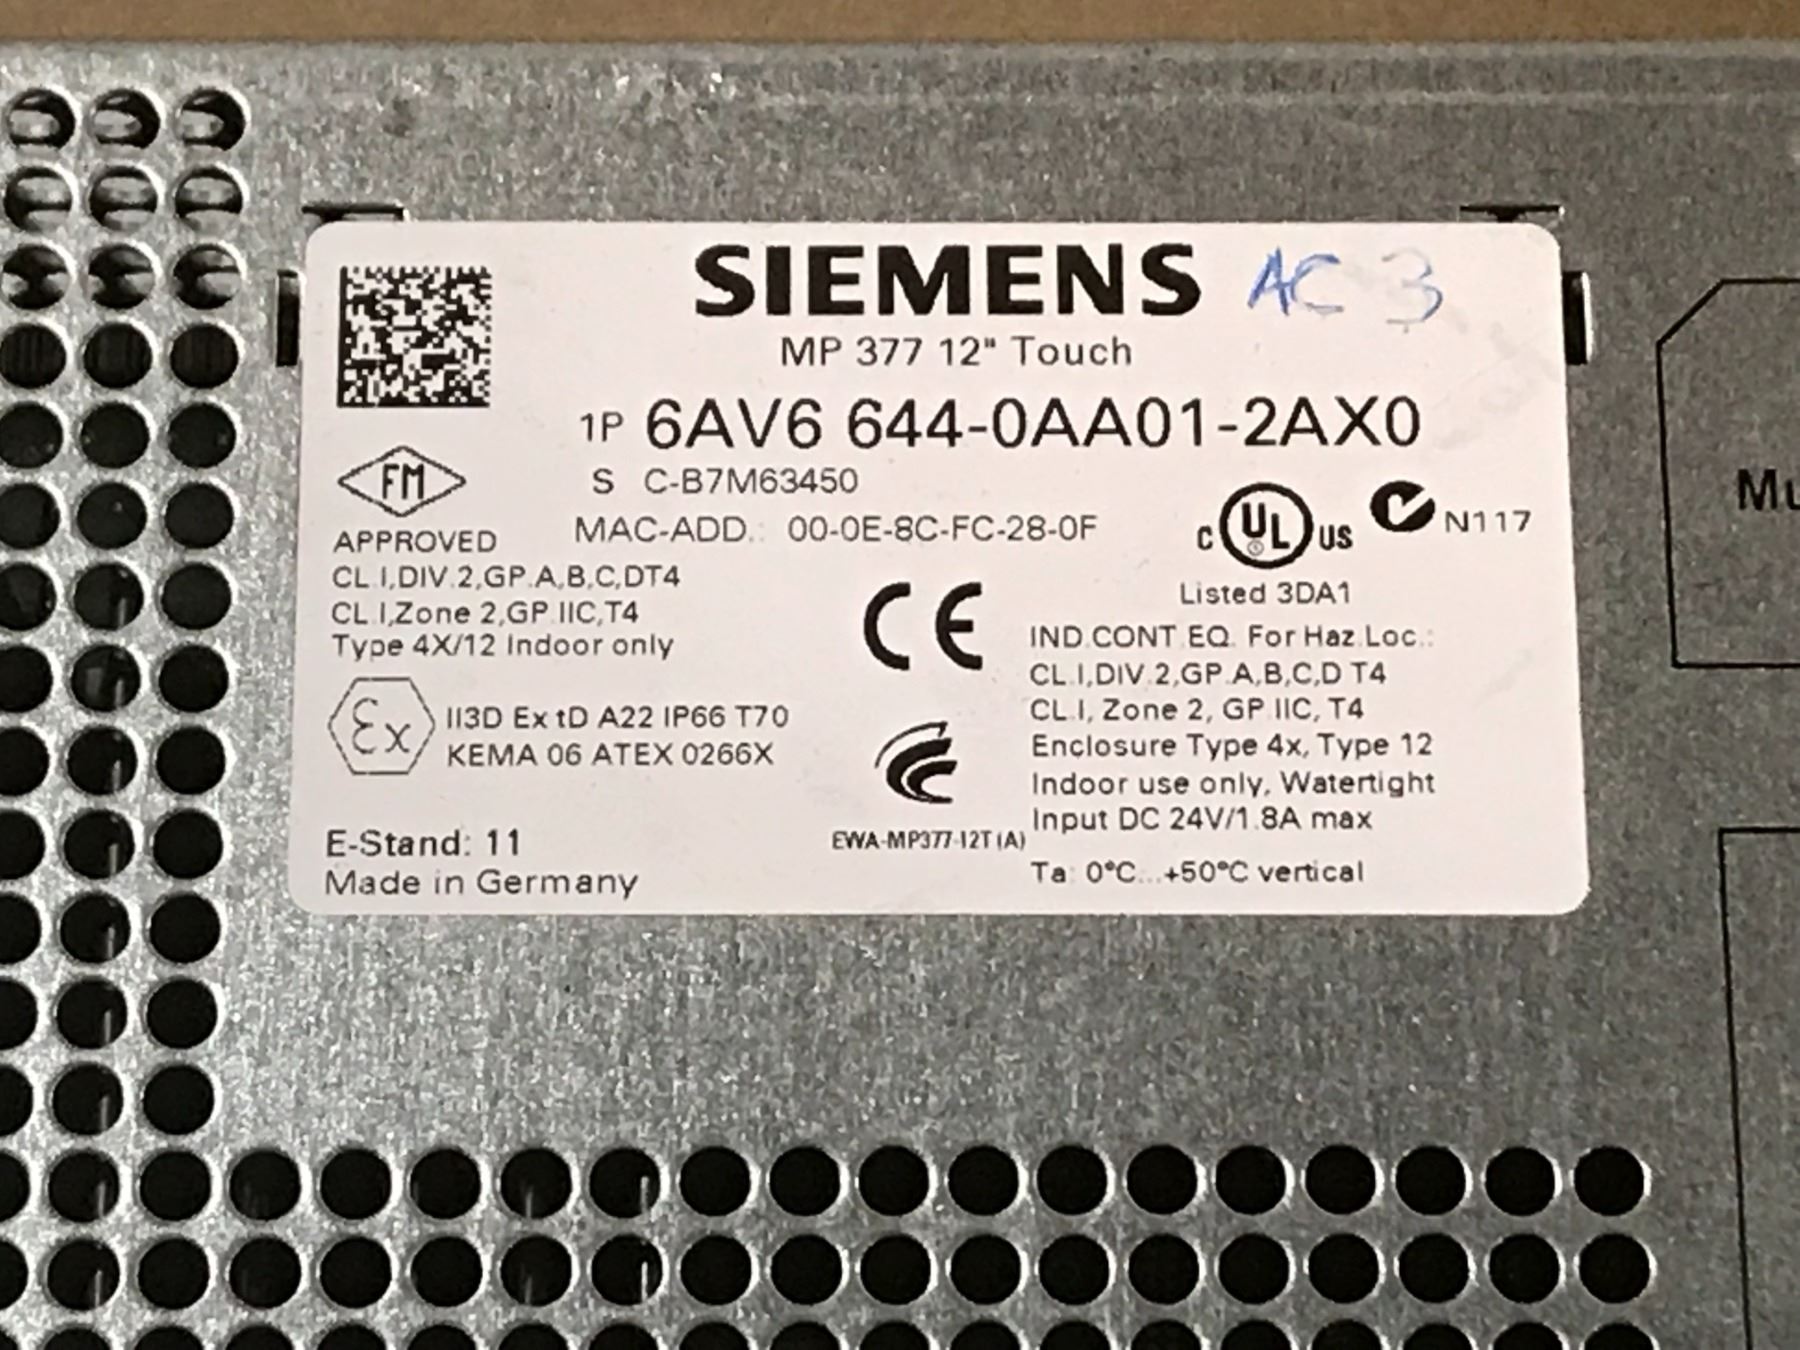 SIEMENS AC 3
MP 377 12" Touch
1P 6AV6 644-0AA01-2AX0
S C-B7M63450
MAC-ADD.: 00-0E-8C-FC-28-0F
FM
APPROVED
CL.I,DIV.2,GP.A,B,C,DT4
CL.I,Zone 2,GP.IIC,T4
Type 4X/12 Indoor only
Ex II3D Ex tD A22 IP66 T70
KEMA 06 ATEX 0266X
E-Stand: 11
Made in Germany
CE
EWA-MP377-12T(A)
C UL US N117
Listed 3DA1
IND.CONT.EQ. For Haz.Loc.:
CL.I,DIV.2,GP.A,B,C,D T4
CL.I, Zone 2, GP.IIC, T4
Enclosure Type 4x, Type 12
Indoor use only, Watertight
Input DC 24V/1.8A max
Ta: 0°C...+50°C vertical
Mu